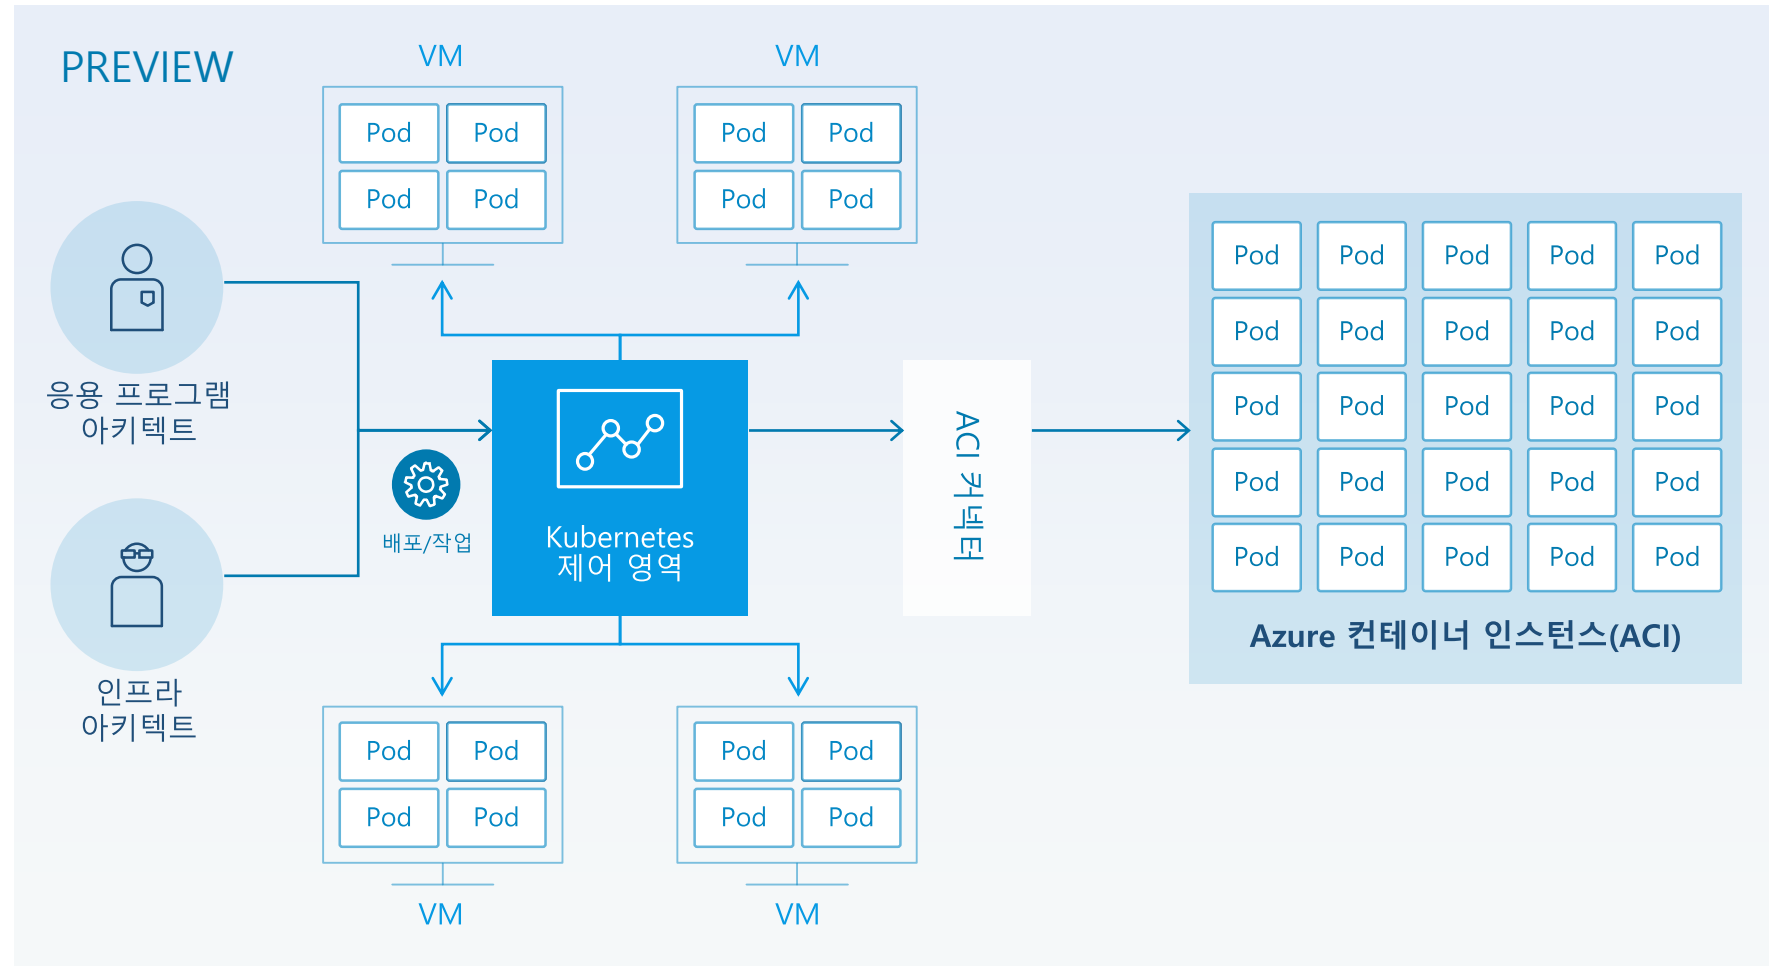 PREVIEW
VM
VM
Pod Pod
Pod Pod
Pod Pod
Pod Pod
응용 프로그램
아키텍트
인프라
아키텍트
배포/작업
Kubernetes
제어 영역
ACI 커넥터
Pod Pod Pod Pod Pod
Pod Pod Pod Pod Pod
Pod Pod Pod Pod Pod
Pod Pod Pod Pod Pod
Pod Pod Pod Pod Pod
Azure 컨테이너 인스턴스(ACI)
Pod Pod
Pod Pod
Pod Pod
Pod Pod
VM
VM